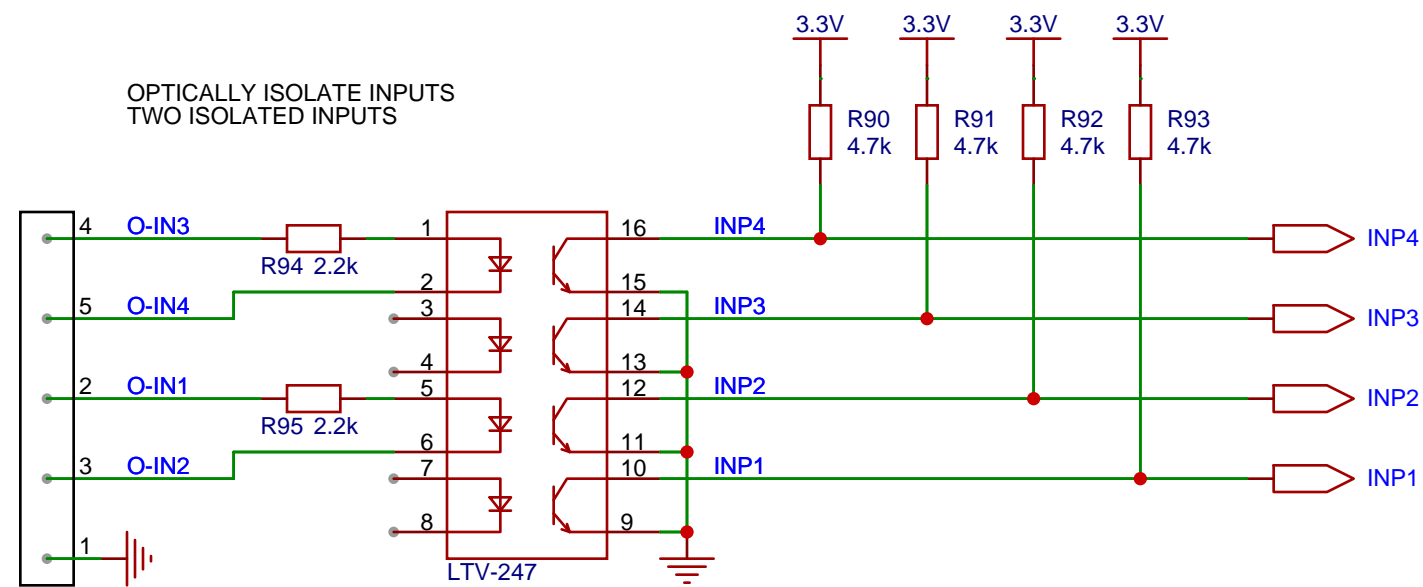 3.3V 3.3V 3.3V 3.3V
OPTICALLY ISOLATE INPUTS
TWO ISOLATED INPUTS
R90 R91 R92 R93
4.7k 4.7k 4.7k 4.7k
4 O-IN3 1 16 INP4 INP4
R94 2.2k
2 15
5 O-IN4 3 14 INP3 INP3
4 13
2 O-IN1 5 12 INP2 INP2
R95 2.2k
6 11
3 O-IN2 7 10 INP1 INP1
8 9
1
LTV-247